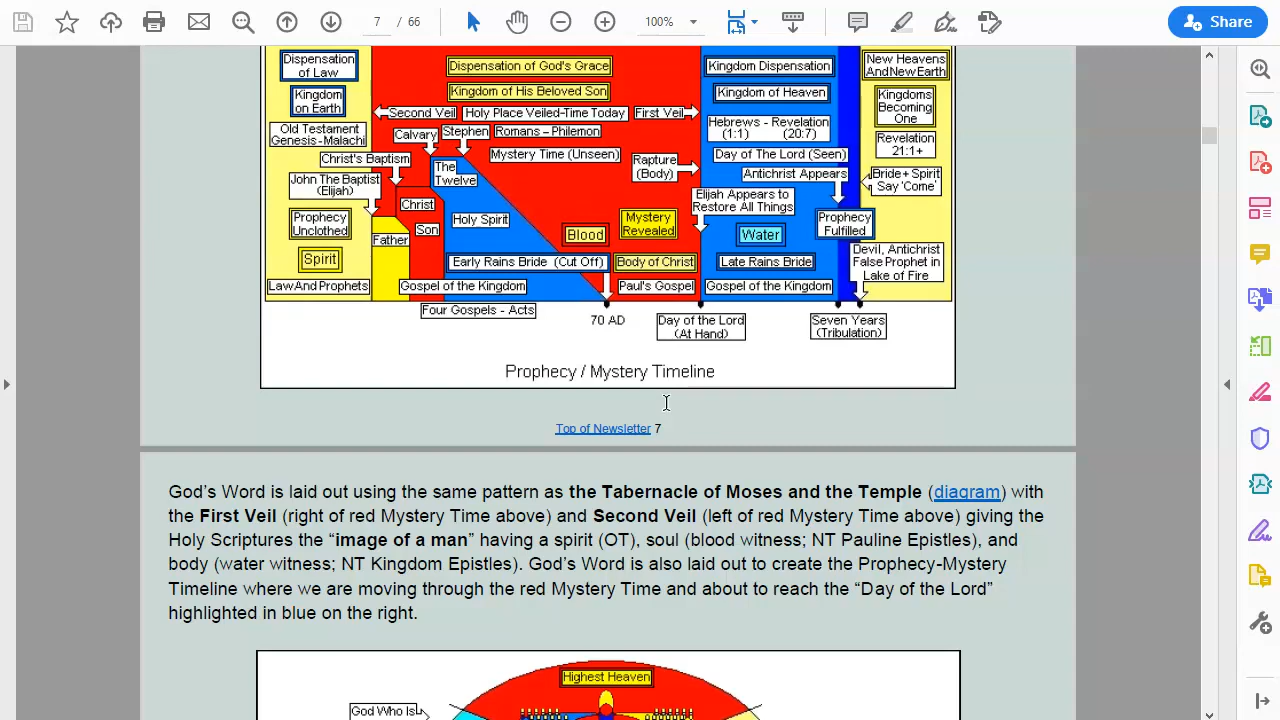 7 / 66
100%
Share
Dispensation
of Law
Kingdom
on Earth
Old Testament
Genesis - Malachi
Christ's Baptism
John The Baptist
(Elijah)
Prophecy
Unclothed
Spirit
Law And Prophets
Dispensation of God's Grace
Kingdom of His Beloved Son
Second Veil
Holy Place Veiled-Time Today
First Veil
Calvary
Stephen
Romans – Philemon
Mystery Time (Unseen)
Rapture
(Body)
The
Twelve
Christ
Son
Father
Holy Spirit
Blood
Mystery
Revealed
Early Rains Bride (Cut Off)
Body of Christ
Gospel of the Kingdom
Paul's Gospel
Four Gospels - Acts
70 AD
Kingdom Dispensation
Kingdom of Heaven
Hebrews - Revelation
(1:1) (20:7)
Day of The Lord (Seen)
Antichrist Appears
Elijah Appears to
Restore All Things
Water
Prophecy
Fulfilled
Late Rains Bride
Gospel of the Kingdom
Day of the Lord
(At Hand)
Seven Years
(Tribulation)
New Heavens
And New Earth
Kingdoms
Becoming
One
Revelation
21:1+
Bride + Spirit
Say 'Come'
Devil, Antichrist
False Prophet in
Lake of Fire
Prophecy / Mystery Timeline
Top of Newsletter 7
God's Word is laid out using the same pattern as the Tabernacle of Moses and the Temple (diagram) with
the First Veil (right of red Mystery Time above) and Second Veil (left of red Mystery Time above) giving the
Holy Scriptures the “image of a man” having a spirit (OT), soul (blood witness; NT Pauline Epistles), and
body (water witness; NT Kingdom Epistles). God's Word is also laid out to create the Prophecy-Mystery
Timeline where we are moving through the red Mystery Time and about to reach the “Day of the Lord”
highlighted in blue on the right.
Highest Heaven
God Who Is